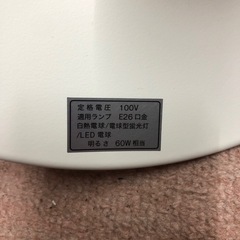 定格電圧 100V
適用ランプ E26口金
白熱電球/電球型蛍光灯
/LED電球
明るさ 60W相当